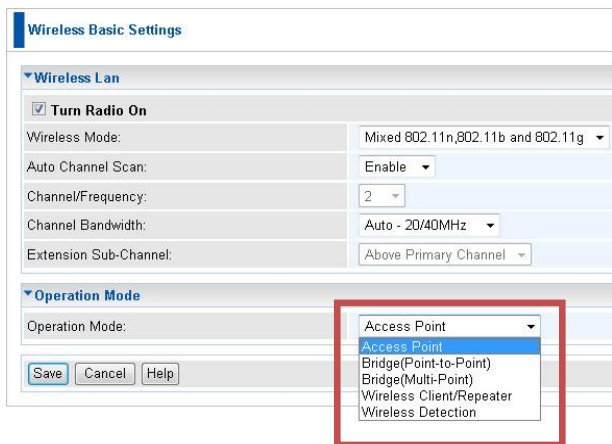 Wireless Basic Settings
Wireless Lan
Turn Radio On
Wireless Mode: Mixed 802.11n,802.11b and 802.11g
Auto Channel Scan: Enable
Channel/Frequency: 2
Channel Bandwidth: Auto - 20/40MHz
Extension Sub-Channel: Above Primary Channel
Operation Mode
Operation Mode: Access Point
Access Point
Bridge(Point-to-Point)
Bridge(Multi-Point)
Wireless Client/Repeater
Wireless Detection
Save Cancel Help